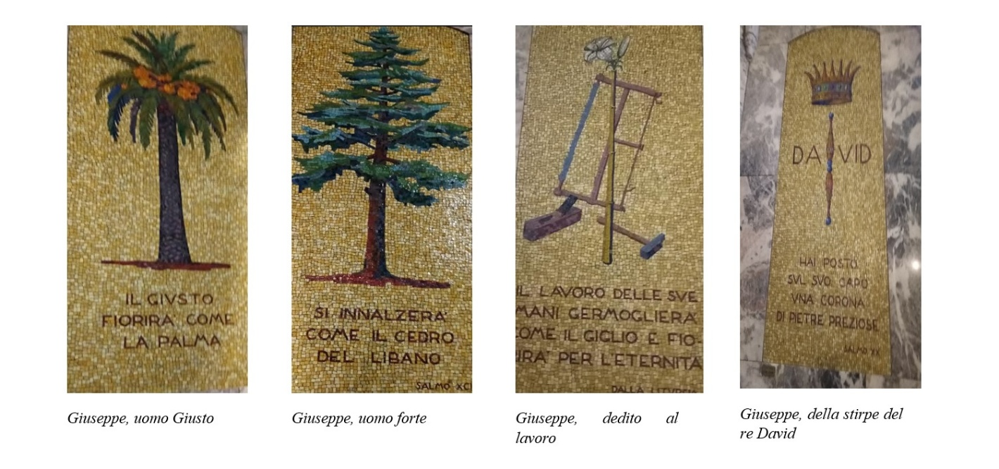 IL GIVSTO
FIORIRA COME
LA PALMA
SI INNALZERA'
COME IL CEDRO
DEL LIBANO
SALMO XCI
IL LAVORO DELLE SVE
MANI GERMOGLIERA
COME IL GIGLIO E FIO-
RIRA' PER L'ETERNITA
DALLA LITVRGIA
DAVID
HAI POSTO
SVL SVO CAPO
VNA CORONA
DI PIETRE PREZIOSE
SALMO XX
Giuseppe, uomo Giusto
Giuseppe, uomo forte
Giuseppe, dedito al
lavoro
Giuseppe, della stirpe del
re David